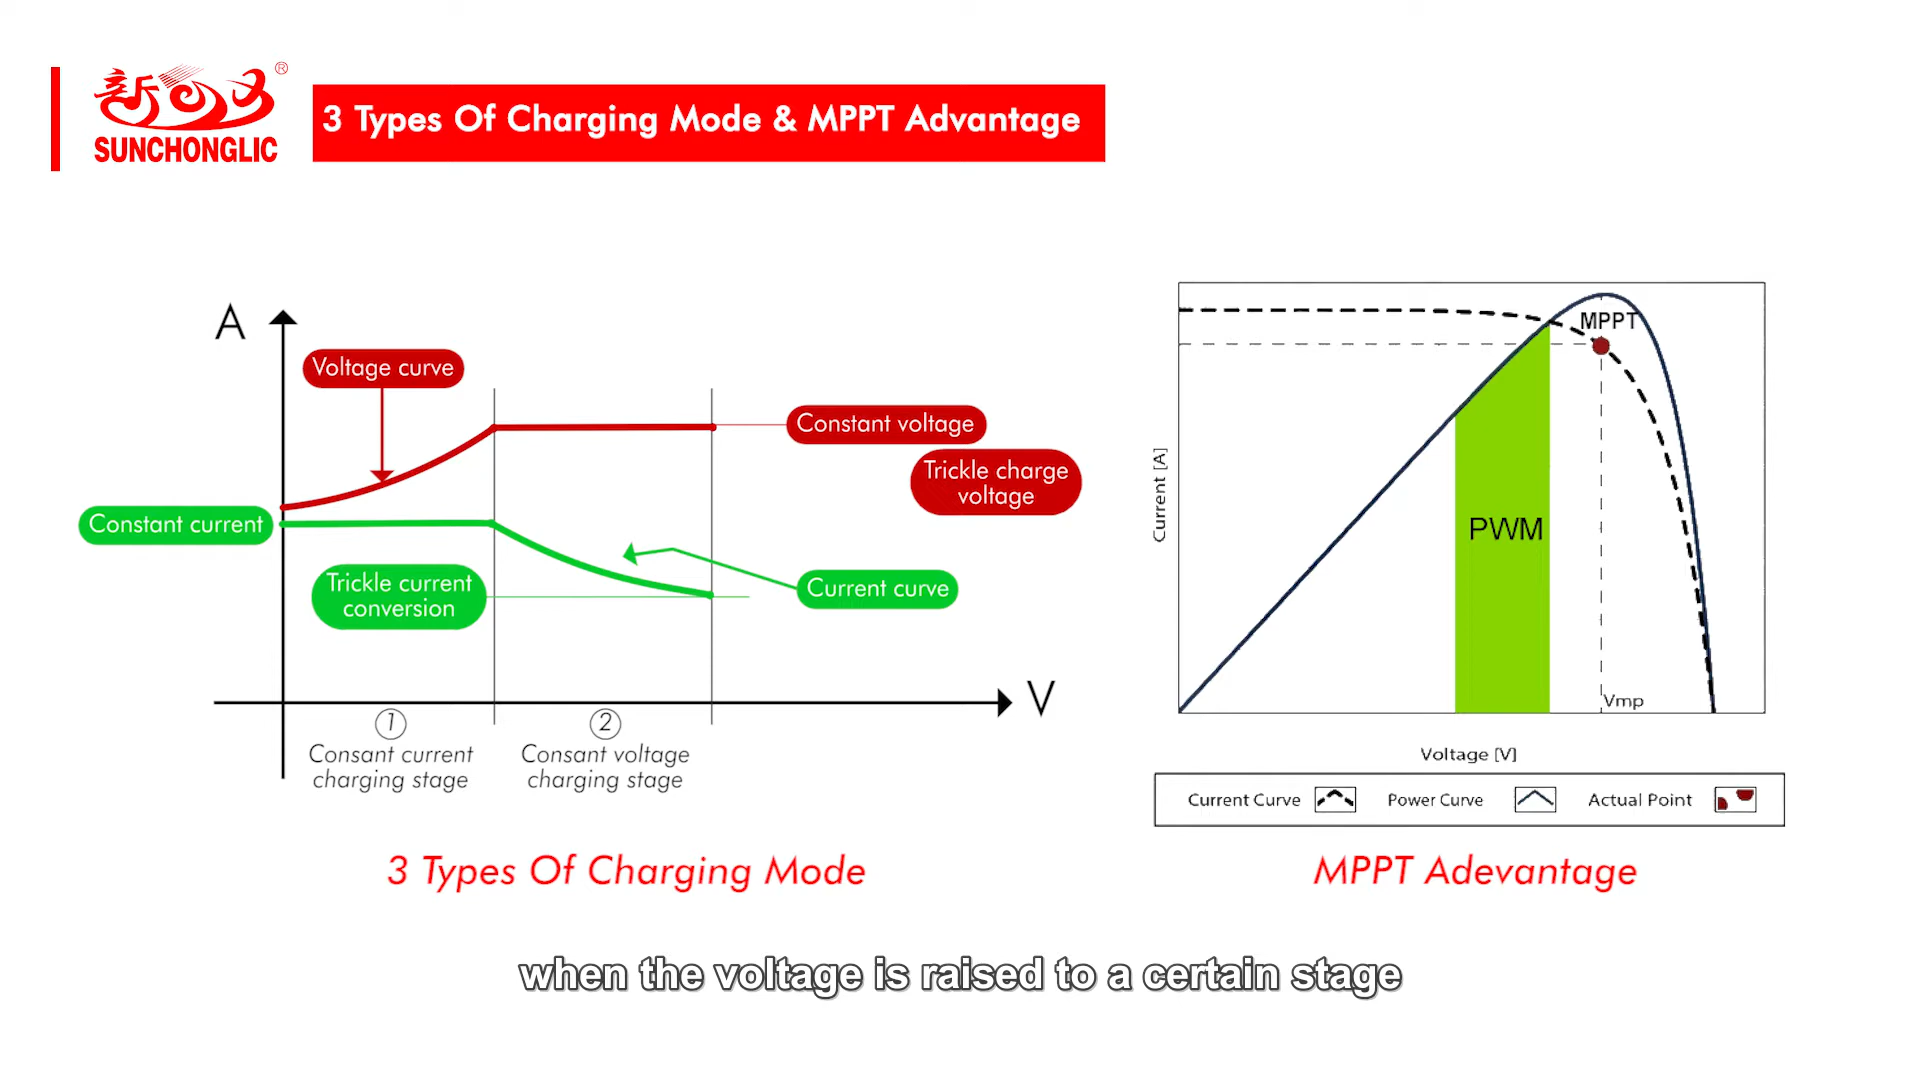 新
SUNCHONGLIC
®
3 Types Of Charging Mode & MPPT Advantage
A
Voltage curve
Constant voltage
Trickle charge
voltage
Constant current
Trickle current
conversion
Current curve
V
1
Consant current
charging stage
2
Consant voltage
charging stage
3 Types Of Charging Mode
MPPT
PWM
Current [A]
Vmp
Voltage [V]
Current Curve
Power Curve
Actual Point
MPPT Adevantage
when the voltage is raised to a certain stage